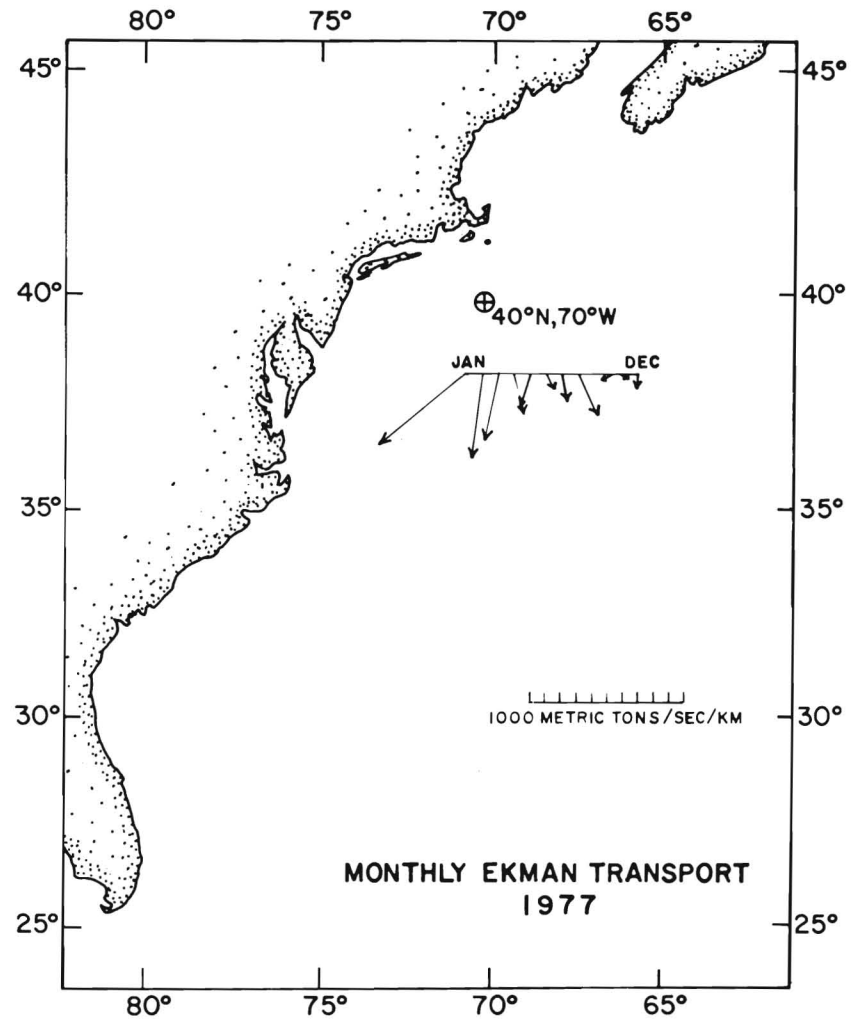 80° 75° 70° 65°
45° 45°
40° 40°
40°N,70°W
JAN DEC
35° 35°
30° 30°
1000 METRIC TONS/SEC/KM
MONTHLY EKMAN TRANSPORT
1977
25° 25°
80° 75° 70° 65°